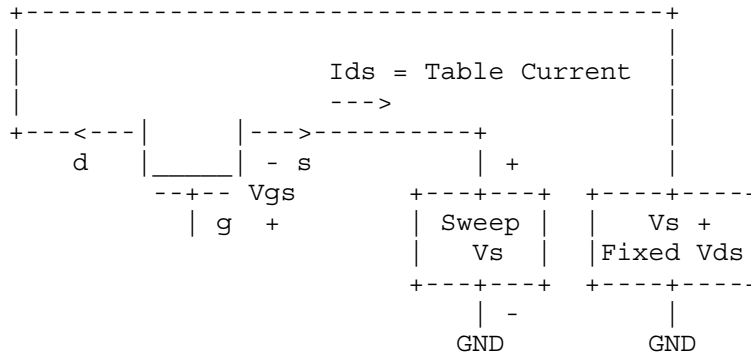 Ids = Table Current
--->
d - s
| +
Vgs
g +
Sweep
Vs
Vs +
Fixed Vds
| -
GND GND